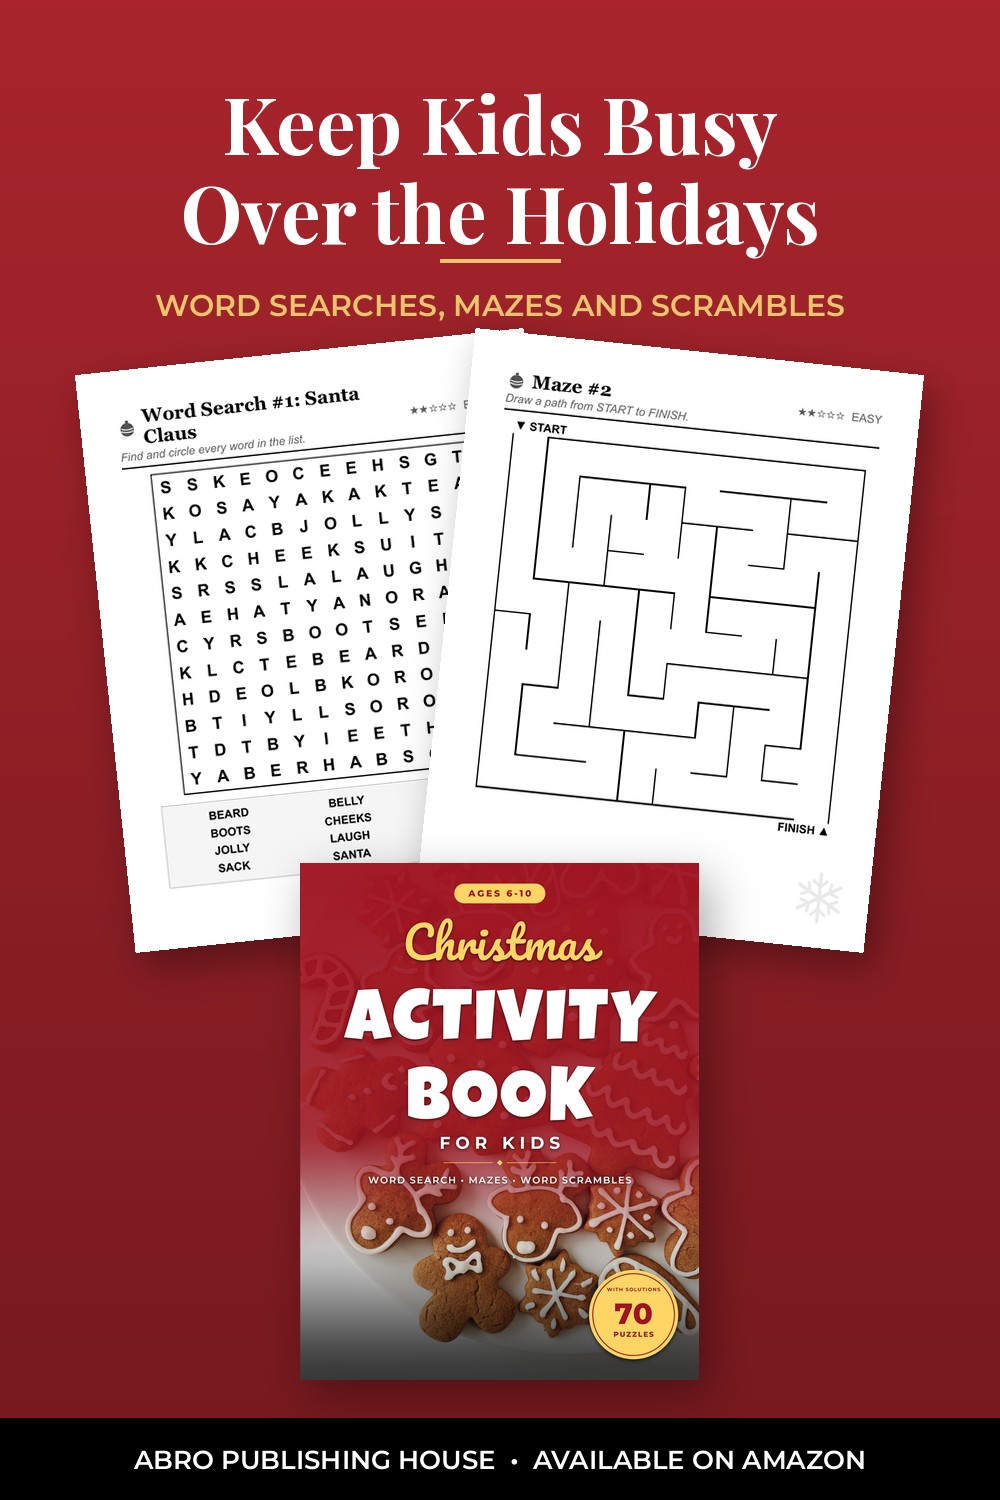 Keep Kids Busy
Over the Holidays
WORD SEARCHES, MAZES AND SCRAMBLES
Word Search #1: Santa
Claus
★★☆☆☆
Find and circle every word in the list.
S S K E O C E E H S G T
K O S A Y A K A K T E
Y L A C B J O L L Y S
K K C H E E K S U I T
S R S S L A L A U G H
A E H A T Y A N O R A
C Y R S B O O T S E
K L C T E B E A R D
H D E O L B K O R O
B T I Y L L S O R O
T D T B Y I E E T H
Y A B E R H A B S
BEARD BELLY
BOOTS CHEEKS
JOLLY LAUGH
SACK SANTA
Maze #2
★★☆☆☆ EASY
Draw a path from START to FINISH.
▼ START
FINISH ▲
AGES 6-10
Christmas
ACTIVITY
BOOK
FOR KIDS
WORD SEARCH • MAZES • WORD SCRAMBLES
WITH SOLUTIONS
70
PUZZLES
ABRO PUBLISHING HOUSE • AVAILABLE ON AMAZON